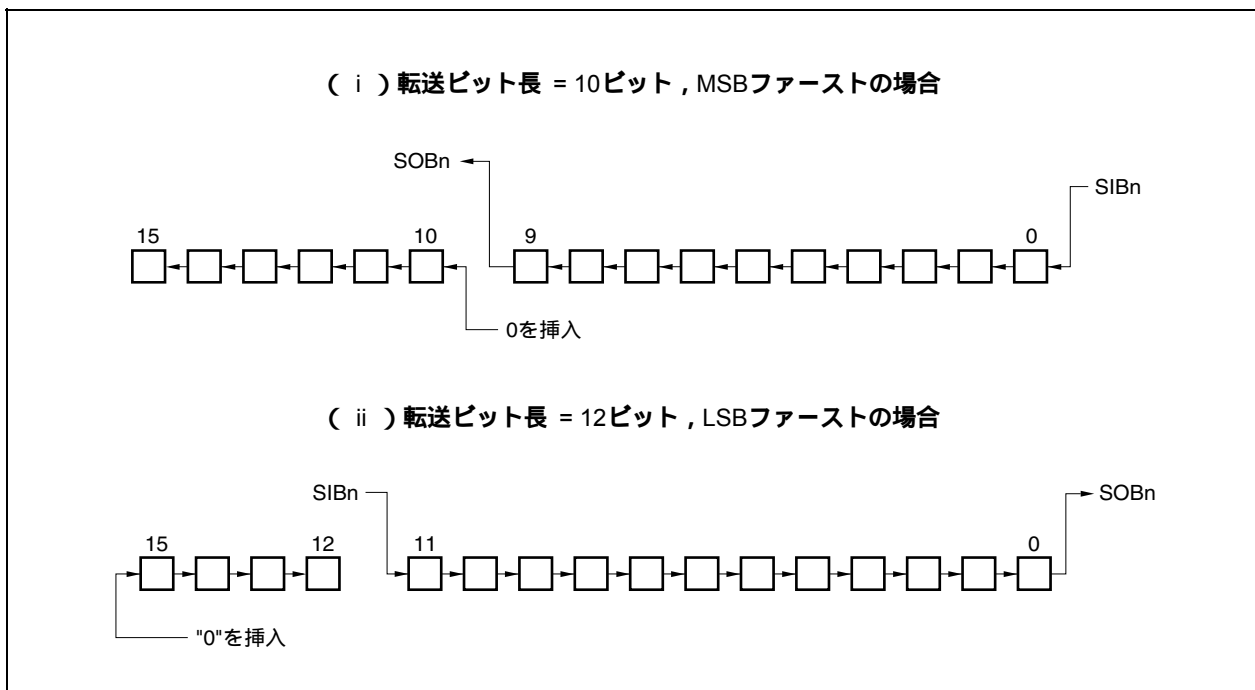 ( i )転送ビット長 = 10ビット，MSBファーストの場合
SOBn
SIBn
15
10
9
0
0を挿入
( ii )転送ビット長 = 12ビット，LSBファーストの場合
SIBn
SOBn
15
12
11
0
"0"を挿入